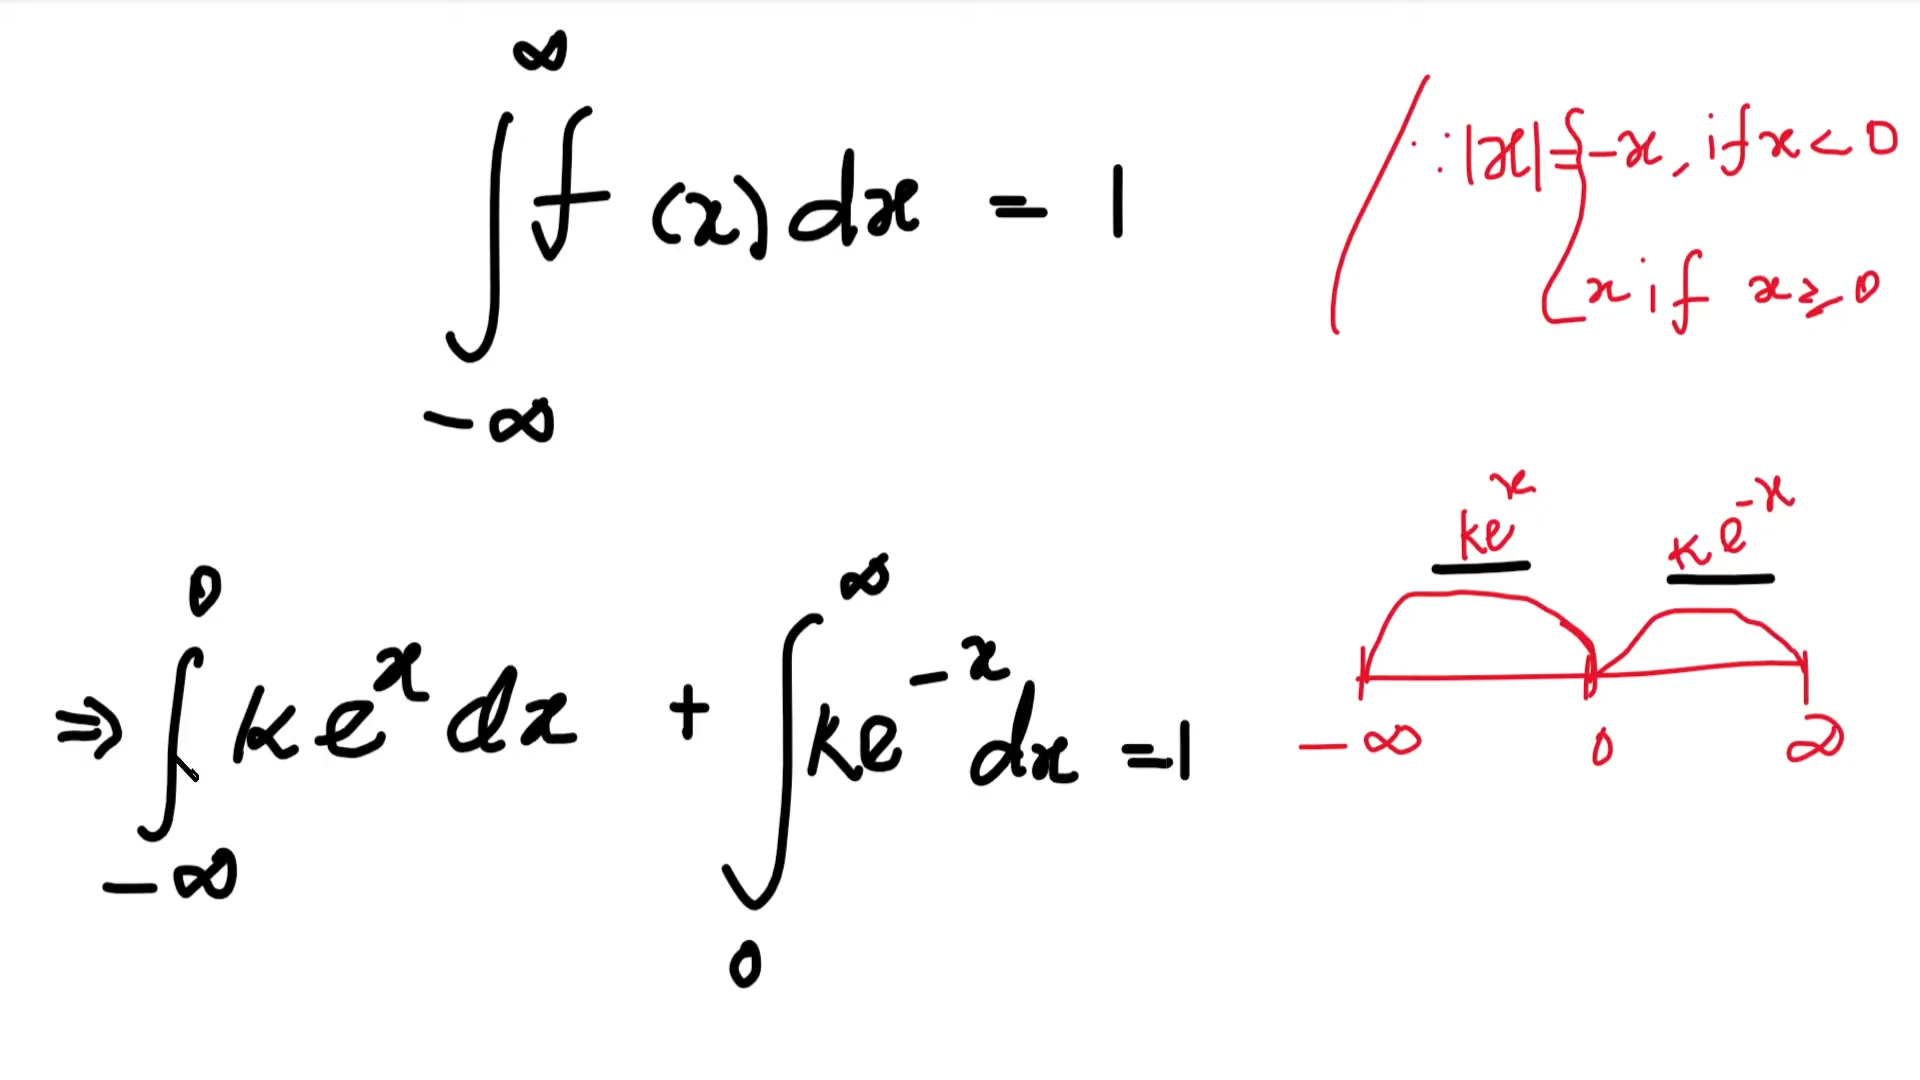 ∞
∫ f(x) dx = 1
-∞
∵ |x| = { -x, if x < 0
x if x ≥ 0
ke^x   ke^-x
-∞   0   ∞
0   ∞
⇒ ∫ ke^x dx + ∫ ke^-x dx = 1
-∞   0